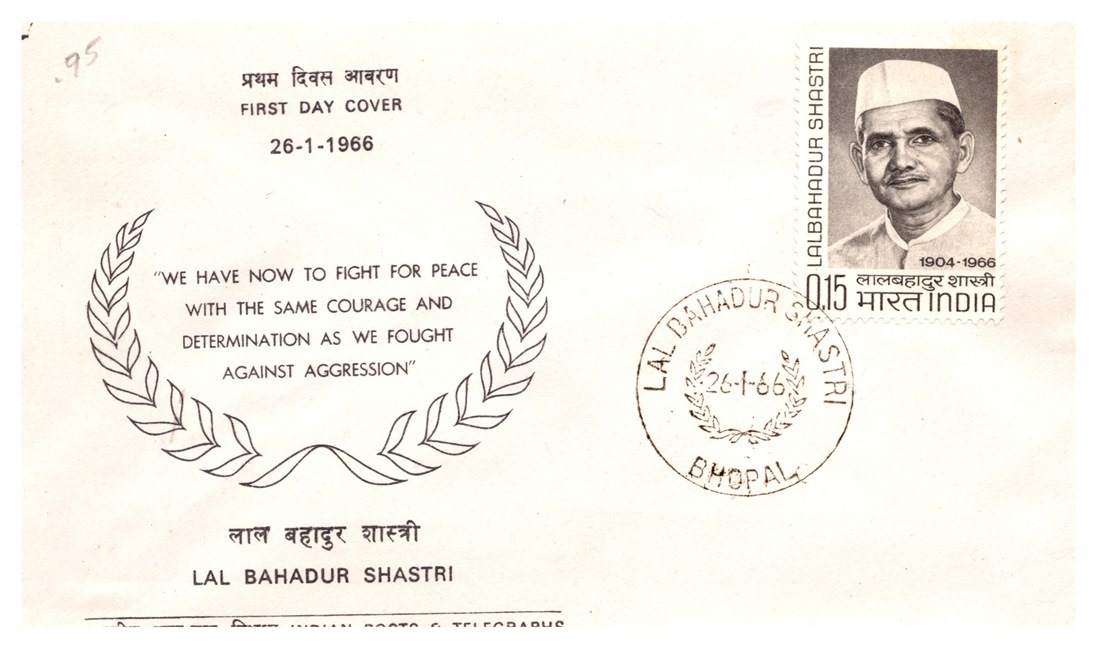 .95
प्रथम दिवस आवरण
FIRST DAY COVER
26-1-1966
"WE HAVE NOW TO FIGHT FOR PEACE
WITH THE SAME COURAGE AND
DETERMINATION AS WE FOUGHT
AGAINST AGGRESSION"
लाल बहादुर शास्त्री
LAL BAHADUR SHASTRI
INDIAN POSTS & TELEGRAPHS
LALBAHADUR SHASTRI
1904-1966
0.15 लालबहादुर शास्त्री
भारत INDIA
LAL BAHADUR SHASTRI
26-1-66
BHOPAL